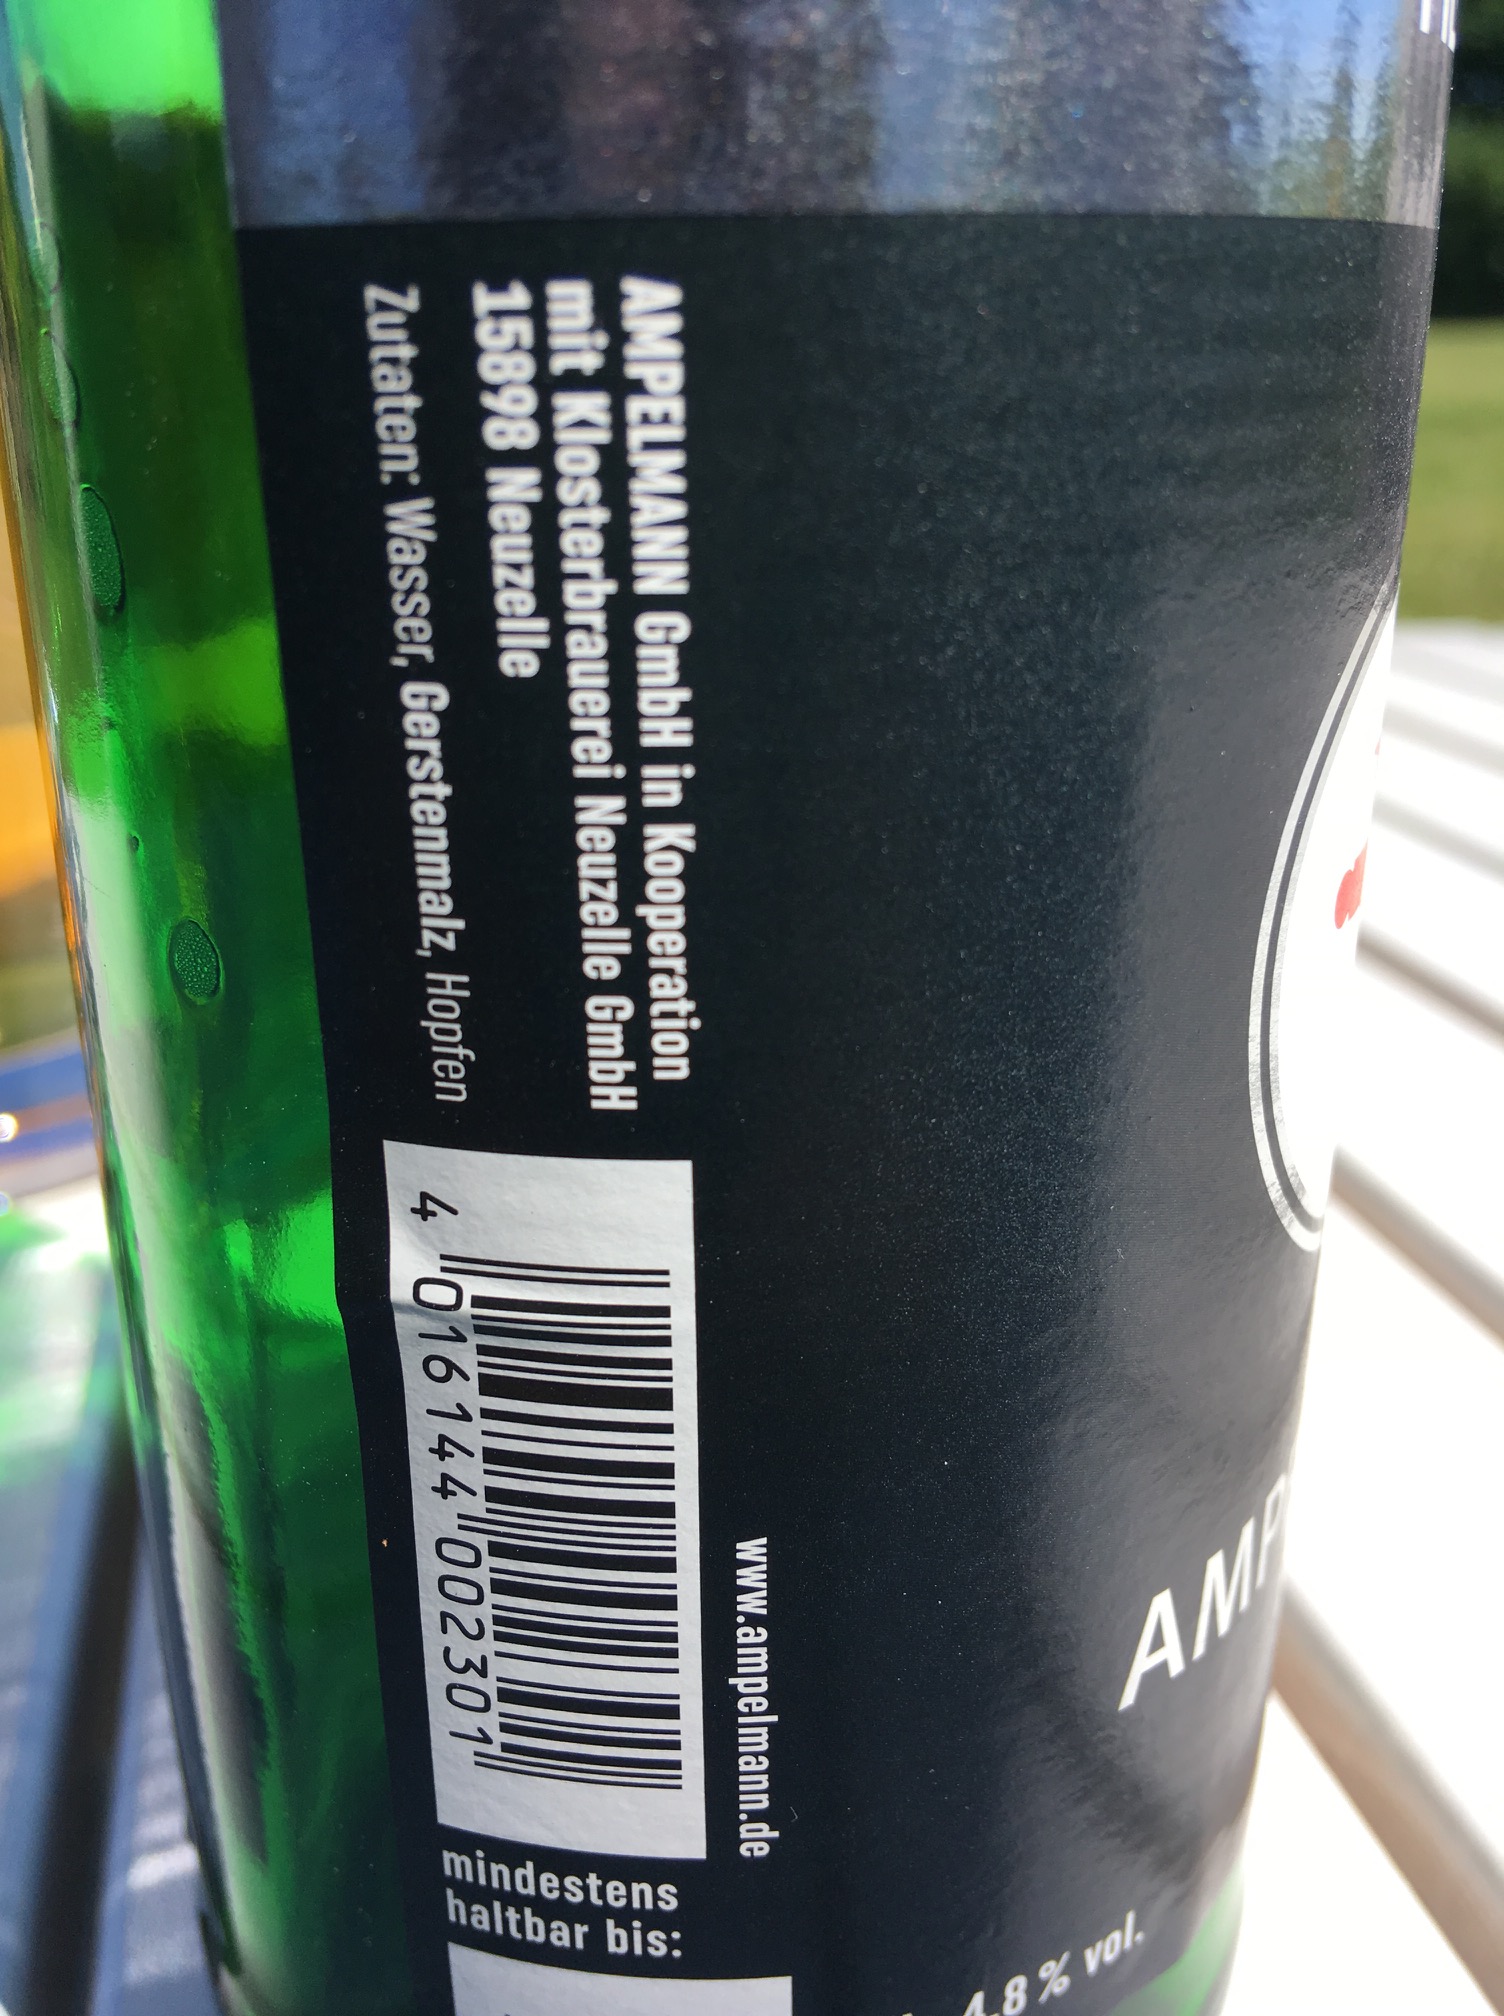 AMPELMANN GmbH in Kooperation
mit Klosterbrauerei Neuzelle GmbH
15898 Neuzelle
Zutaten: Wasser, Gerstenmalz, Hopfen
4 016144 002301
www.ampelmann.de
mindestens
haltbar bis:
AMP
4,8 % vol.